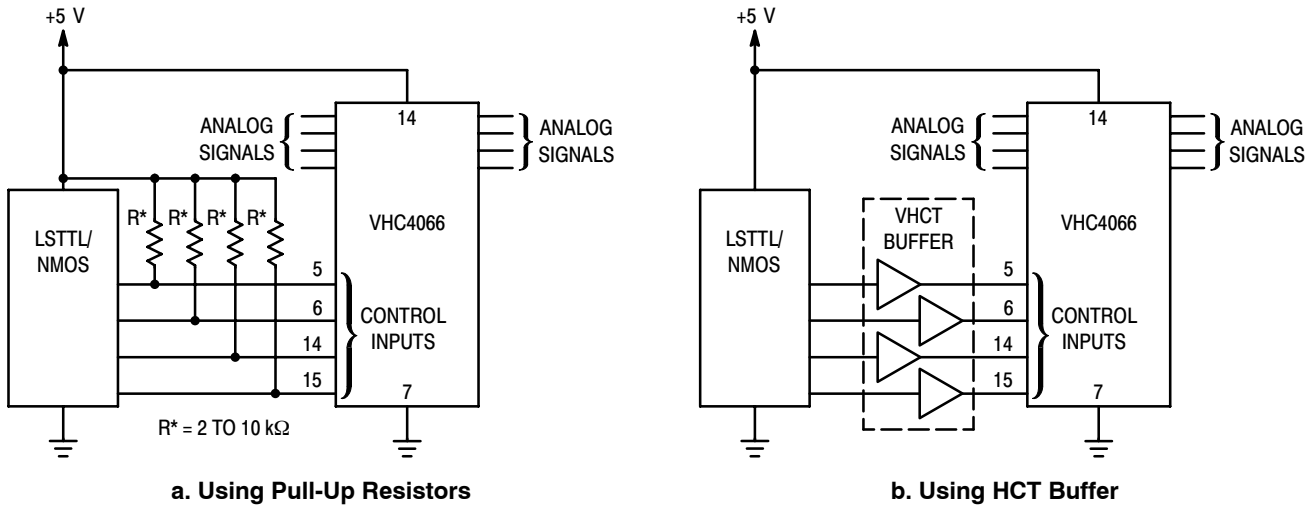 +5 V
14
ANALOG
SIGNALS
ANALOG
SIGNALS
R* R* R* R*
LSTTL/
NMOS
VHC4066
5
6
14
15
CONTROL
INPUTS
7
R* = 2 TO 10 kΩ
a. Using Pull-Up Resistors
+5 V
14
ANALOG
SIGNALS
ANALOG
SIGNALS
VHCT
BUFFER
LSTTL/
NMOS
VHC4066
5
6
14
15
CONTROL
INPUTS
7
b. Using HCT Buffer